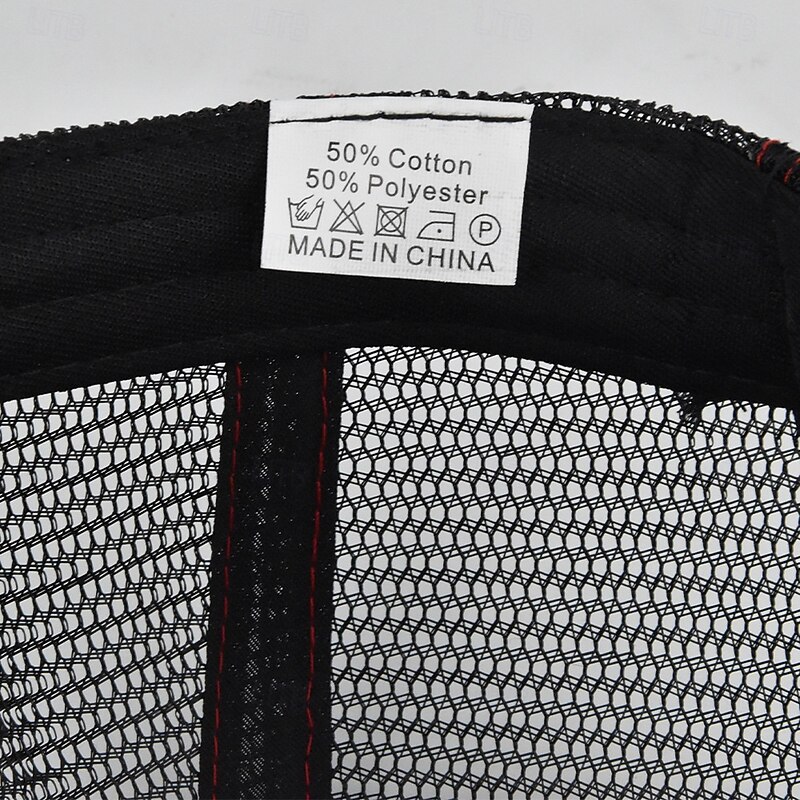 50% Cotton
50% Polyester
P
MADE IN CHINA